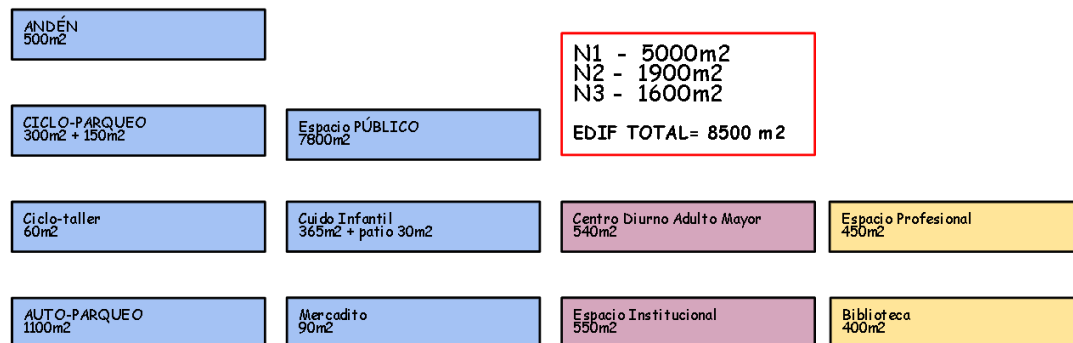 ANDÉN
500m2
N1 - 5000m2
N2 - 1900m2
N3 - 1600m2
EDIF TOTAL= 8500 m2
CICLO-PARQUEO
300m2 + 150m2
Espacio PÚBLICO
7800m2
Ciclo-taller
60m2
Cuido Infantil
365m2 + patio 30m2
Centro Diurno Adulto Mayor
540m2
Espacio Profesional
450m2
AUTO-PARQUEO
1100m2
Mercadito
90m2
Espacio Institucional
550m2
Biblioteca
400m2